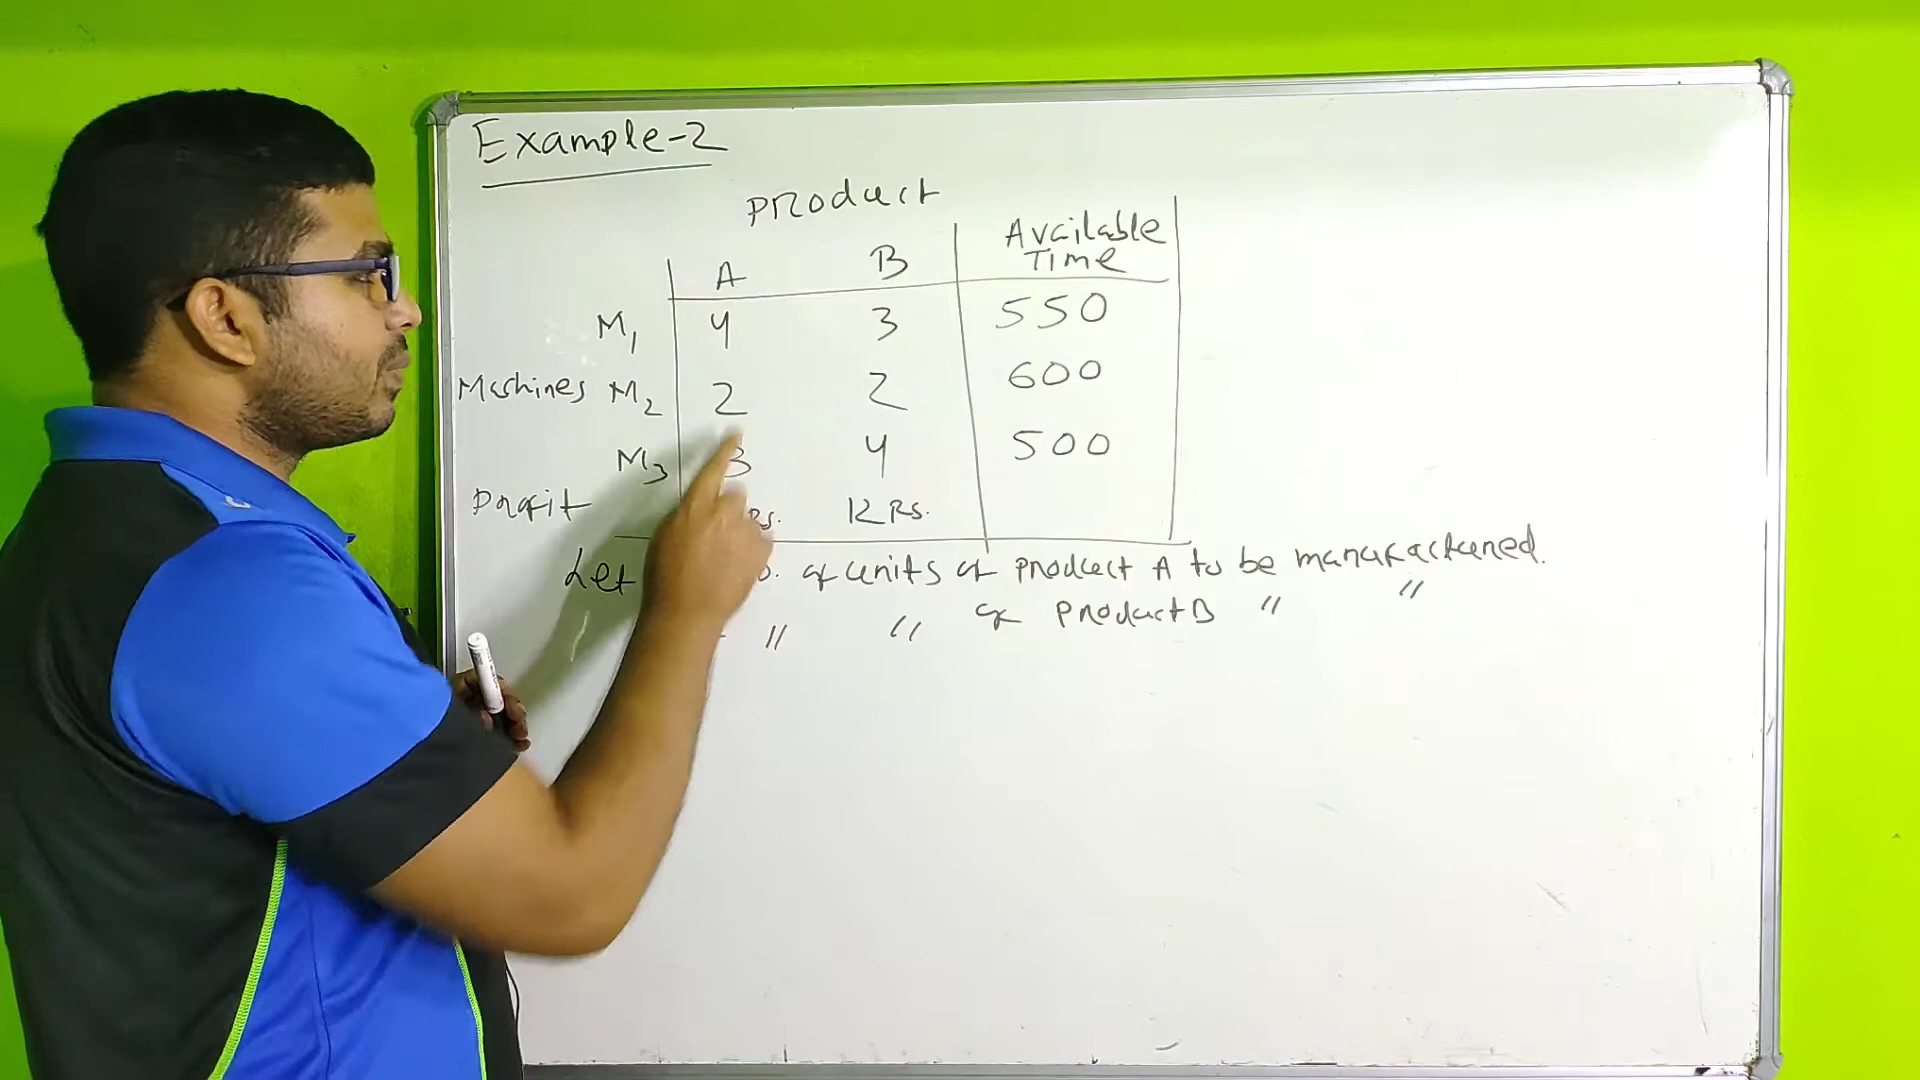 Example-2
Product
A B Available Time
M1 4 3 550
Machines M2 2 2 600
M3 3 4 500
Profit Rs. 12 Rs.
Let of units of product A to be manufactured.
" " of Product B " "